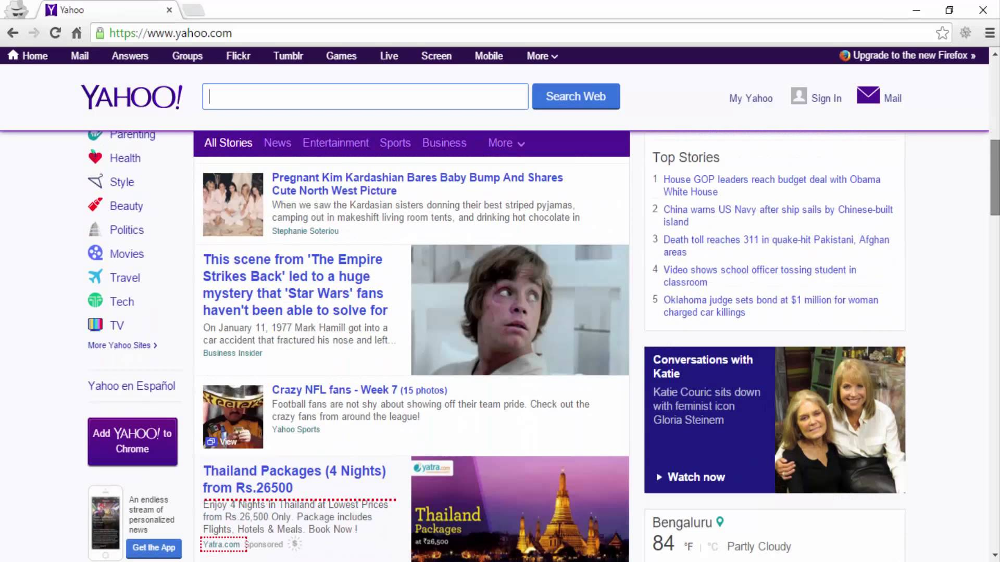 Yahoo
https://www.yahoo.com
Home Mail Answers Groups Flickr Tumblr Games Live Screen Mobile More
Upgrade to the new Firefox »
YAHOO!
Search Web
My Yahoo
Sign In
Mail
Parenting
Health
Style
Beauty
Politics
Movies
Travel
Tech
TV
More Yahoo Sites >
Yahoo en Español
Add YAHOO! to
Chrome
An endless
stream of
personalized
news
Get the App
All Stories News Entertainment Sports Business More
Pregnant Kim Kardashian Bares Baby Bump And Shares
Cute North West Picture
When we saw the Kardasian sisters donning their best striped pyjamas,
camping out in makeshift living room tents, and drinking hot chocolate in
Stephanie Soteriou
This scene from 'The Empire
Strikes Back' led to a huge
mystery that 'Star Wars' fans
haven't been able to solve for
On January 11, 1977 Mark Hamill got into a
car accident that fractured his nose and left...
Business Insider
Steelers
View
Crazy NFL fans - Week 7 (15 photos)
Football fans are not shy about showing off their team pride. Check out the
crazy fans from around the league!
Yahoo Sports
Thailand Packages (4 Nights)
from Rs.26500
Enjoy 4 Nights in Thailand at Lowest Prices
from Rs.26,500 Only. Package includes
Flights, Hotels & Meals. Book Now !
Yatra.com Sponsored
yatra.com
Thailand
Packages
at ₹26,500
Top Stories
1 House GOP leaders reach budget deal with Obama
White House
2 China warns US Navy after ship sails by Chinese-built
island
3 Death toll reaches 311 in quake-hit Pakistani, Afghan
areas
4 Video shows school officer tossing student in
classroom
5 Oklahoma judge sets bond at $1 million for woman
charged car killings
Conversations with
Katie
Katie Couric sits down
with feminist icon
Gloria Steinem
Watch now
Bengaluru
84 °F | °C Partly Cloudy